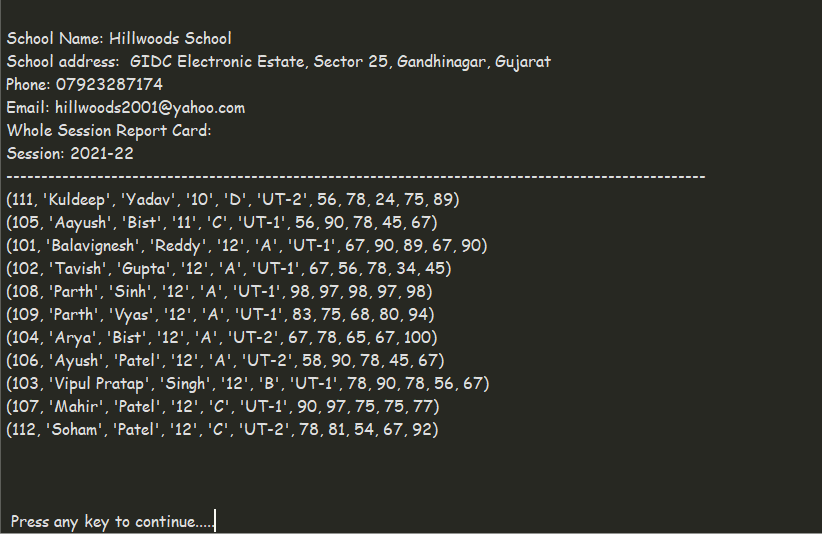 School Name: Hillwoods School
School address:  GIDC Electronic Estate, Sector 25, Gandhinagar, Gujarat
Phone: 07923287174
Email: hillwoods2001@yahoo.com
Whole Session Report Card:
Session: 2021-22
----------------------------------------------------------------------------------------------------
(111, 'Kuldeep', 'Yadav', '10', 'D', 'UT-2', 56, 78, 24, 75, 89)
(105, 'Aayush', 'Bist', '11', 'C', 'UT-1', 56, 90, 78, 45, 67)
(101, 'Balavignesh', 'Reddy', '12', 'A', 'UT-1', 67, 90, 89, 67, 90)
(102, 'Tavish', 'Gupta', '12', 'A', 'UT-1', 67, 56, 78, 34, 45)
(108, 'Parth', 'Sinh', '12', 'A', 'UT-1', 98, 97, 98, 97, 98)
(109, 'Parth', 'Vyas', '12', 'A', 'UT-1', 83, 75, 68, 80, 94)
(104, 'Arya', 'Bist', '12', 'A', 'UT-2', 67, 78, 65, 67, 100)
(106, 'Ayush', 'Patel', '12', 'A', 'UT-2', 58, 90, 78, 45, 67)
(103, 'Vipul Pratap', 'Singh', '12', 'B', 'UT-1', 78, 90, 78, 56, 67)
(107, 'Mahir', 'Patel', '12', 'C', 'UT-1', 90, 97, 75, 75, 77)
(112, 'Soham', 'Patel', '12', 'C', 'UT-2', 78, 81, 54, 67, 92)
Press any key to continue.....